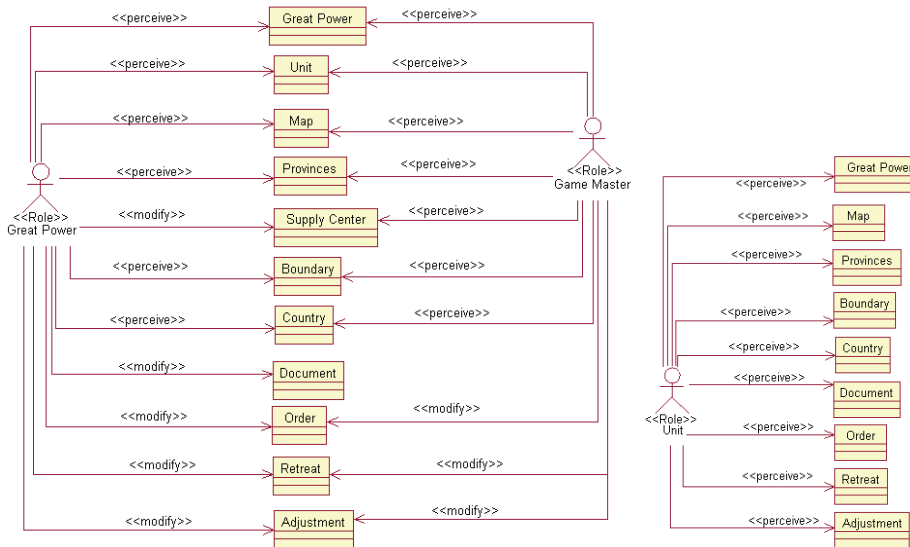 <<perceive>> Great Power <<perceive>>
<<perceive>> Unit <<perceive>>
<<perceive>> Map <<perceive>>
<<perceive>> Provinces <<perceive>>
<<Role>>
Great Power
<<Role>>
Game Master
<<modify>> Supply Center <<perceive>>
<<perceive>> Boundary <<perceive>>
<<perceive>> Country <<perceive>>
<<modify>> Document
<<modify>> Order <<modify>>
<<modify>> Retreat <<modify>>
<<modify>> Adjustment <<modify>>
<<perceive>> Great Power
<<perceive>> Map
<<perceive>> Provinces
<<perceive>> Boundary
<<perceive>> Country
<<perceive>> Document
<<Role>>
Unit
<<perceive>> Order
<<perceive>> Retreat
<<perceive>> Adjustment